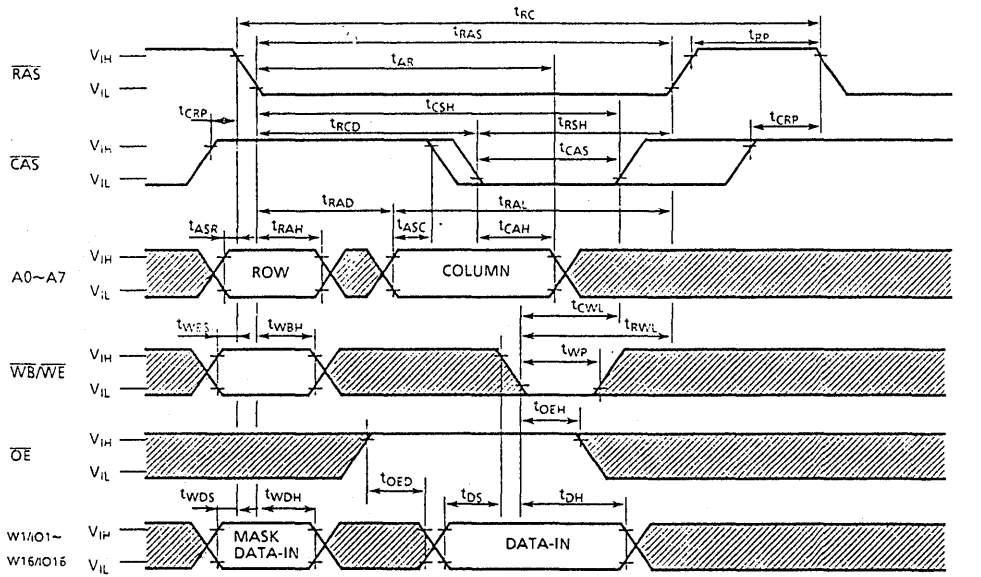 tRC
tRAS
tRP
VIH
RAS
tAR
VIL
tCSH
tCRP
tRCD
tRSH
tCRP
VIH
CAS
tCAS
VIL
tRAD
tRAL
tASR
tRAH
tASC
tCAH
VIH
A0~A7
ROW
COLUMN
VIL
tCWL
tWBS
tWBH
tRWL
VIH
tWP
WB/WE
VIL
tOEH
VIH
OE
VIL
tOED
tWDS
tWDH
tDS
tDH
W1/IO1~
VIH
MASK
DATA-IN
DATA-IN
W16/IO16
VIL